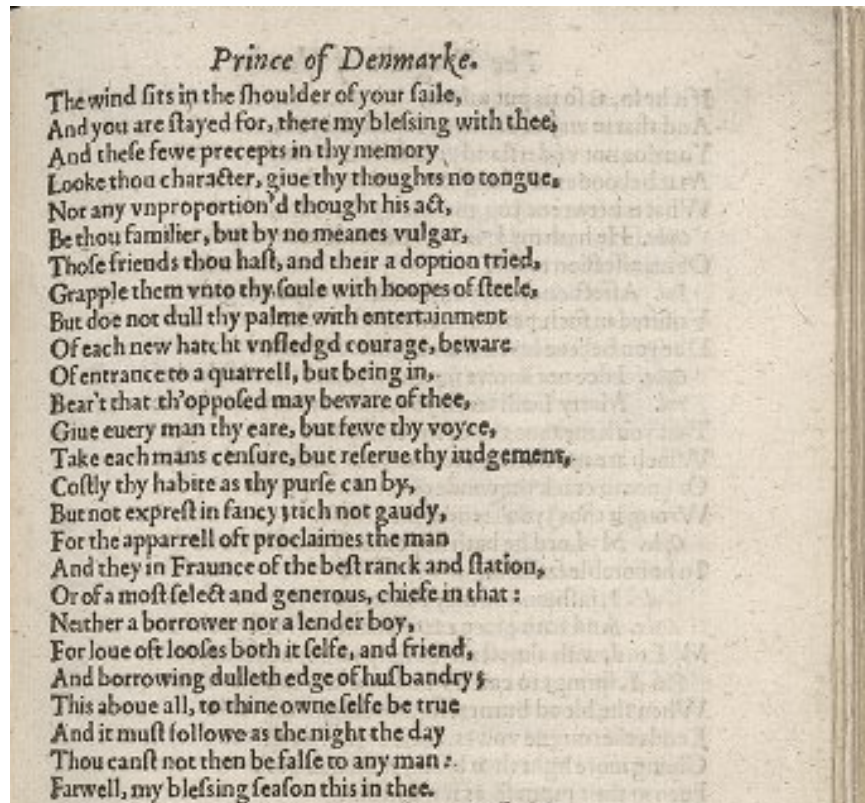 Prince of Denmarke.
The wind ſits in the ſhoulder of your ſaile,
And you are ſtayed for, there my bleſsing with thee,
And theſe fewe precepts in thy memory
Looke thou character, giue thy thoughts no tongue,
Nor any vnproportion'd thought his act,
Be thou familier, but by no meanes vulgar,
Thoſe friends thou haſt, and their a doption tried,
Grapple them vnto thy ſoule with hoopes of ſteele,
But doe not dull thy palme with entertainment
Of each new hatcht vnfledgd courage, beware
Of entrance to a quarrell, but being in,
Bear't that th'oppoſed may beware of thee,
Giue euery man thy eare, but fewe thy voyce,
Take each mans cenſure, but reſerue thy iudgement,
Coſtly thy habite as thy purſe can by,
But not expreſt in fancy; rich not gaudy,
For the apparrell oft proclaimes the man
And they in Fraunce of the beſt ranck and ſtation,
Or of a moſt ſelect and generous, chiefe in that:
Neither a borrower nor a lender boy,
For loue oft looſes both it ſelfe, and friend,
And borrowing dulleth edge of huſbandry;
This aboue all, to thine owne ſelfe be true
And it muſt followe as the night the day
Thou canſt not then be falſe to any man:
Farwell, my bleſsing ſeaſon this in thee.